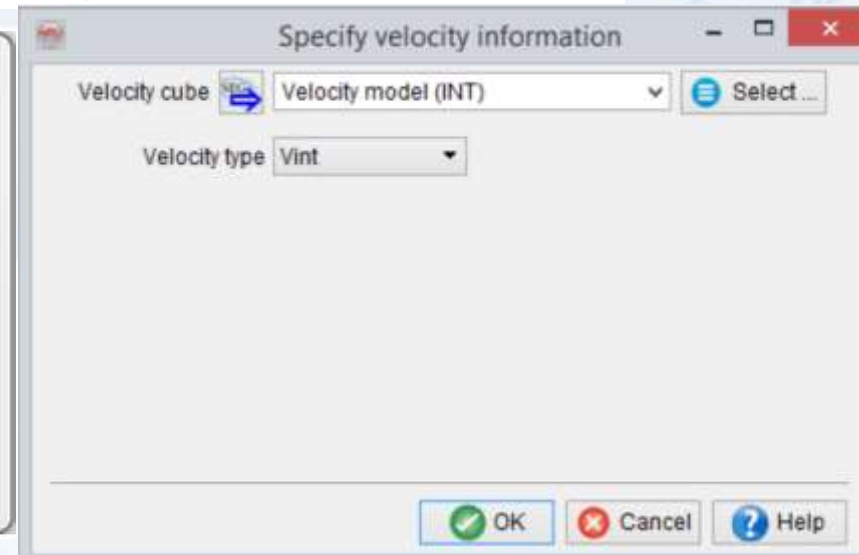 Specify velocity information
Velocity cube Velocity model (INT) Select ...
Velocity type Vint
OK Cancel Help